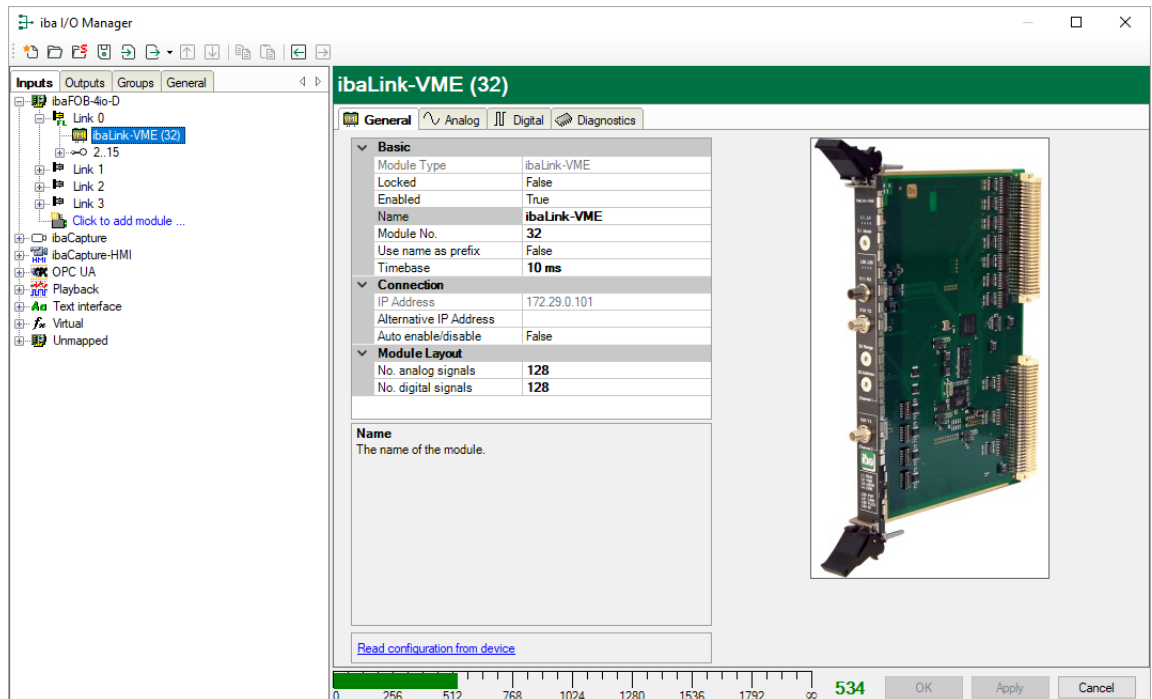 iba I/O Manager
Inputs Outputs Groups General
ibaFOB-4io-D
Link 0
ibaLink-VME (32)
2..15
Link 1
Link 2
Link 3
Click to add module ...
ibaCapture
ibaCapture-HMI
OPC UA
Playback
Text interface
Virtual
Unmapped
ibaLink-VME (32)
General Analog Digital Diagnostics
Basic
Module Type ibaLink-VME
Locked False
Enabled True
Name ibaLink-VME
Module No. 32
Use name as prefix False
Timebase 10 ms
Connection
IP Address 172.29.0.101
Alternative IP Address
Auto enable/disable False
Module Layout
No. analog signals 128
No. digital signals 128
Name
The name of the module.
Read configuration from device
0 256 512 768 1024 1280 1536 1792 ∞
534
OK Apply Cancel